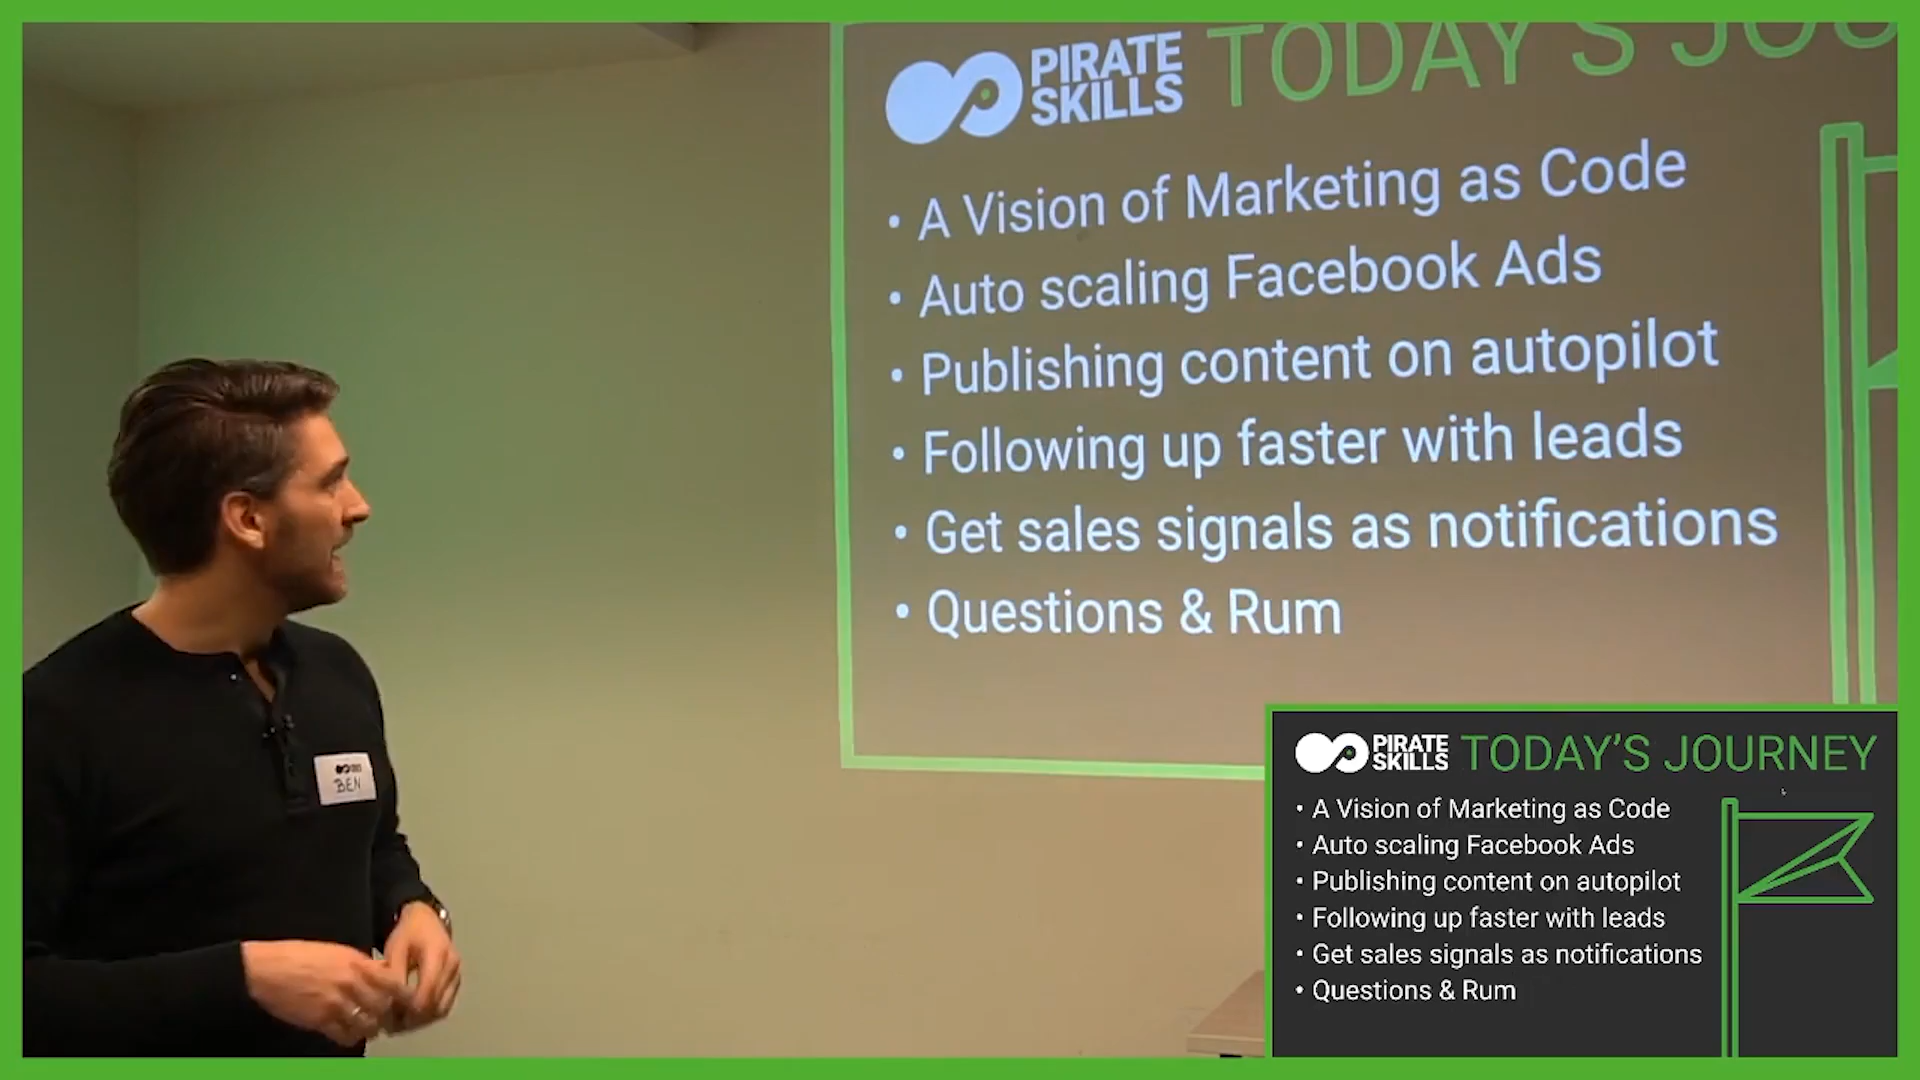 PIRATE
SKILLS
TODAY'S JOU
• A Vision of Marketing as Code
• Auto scaling Facebook Ads
• Publishing content on autopilot
• Following up faster with leads
• Get sales signals as notifications
• Questions & Rum
BEN
PIRATE
SKILLS
TODAY'S JOURNEY
• A Vision of Marketing as Code
• Auto scaling Facebook Ads
• Publishing content on autopilot
• Following up faster with leads
• Get sales signals as notifications
• Questions & Rum